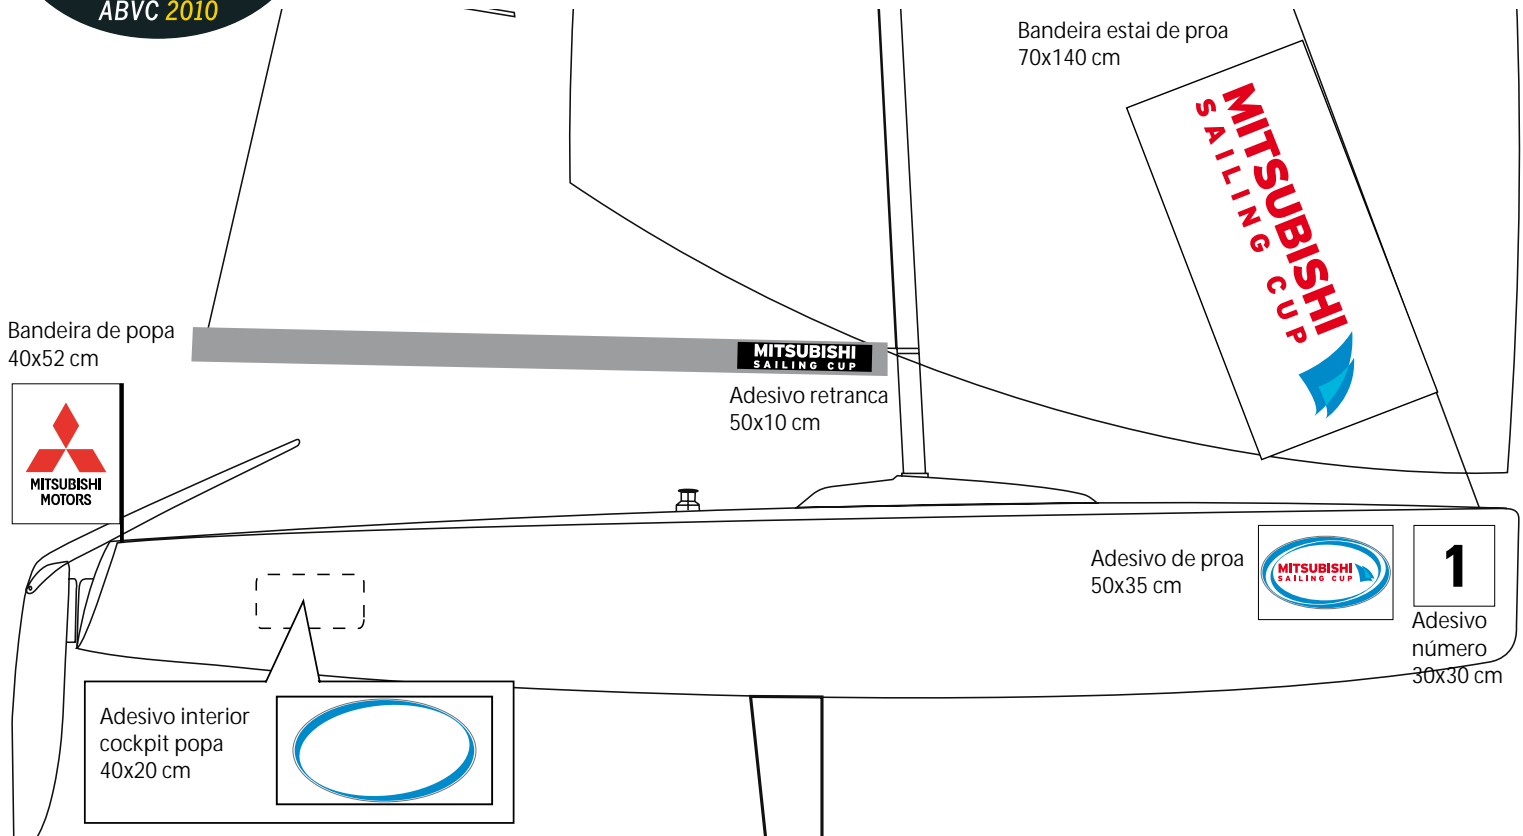 ABVC 2010
Bandeira estai de proa
70x140 cm
MITSUBISHI
SAILING CUP
Bandeira de popa
40x52 cm
MITSUBISHI
SAILING CUP
Adesivo retranca
50x10 cm
MITSUBISHI
MOTORS
Adesivo de proa
50x35 cm
MITSUBISHI
SAILING CUP
1
Adesivo
número
30x30 cm
Adesivo interior
cockpit popa
40x20 cm